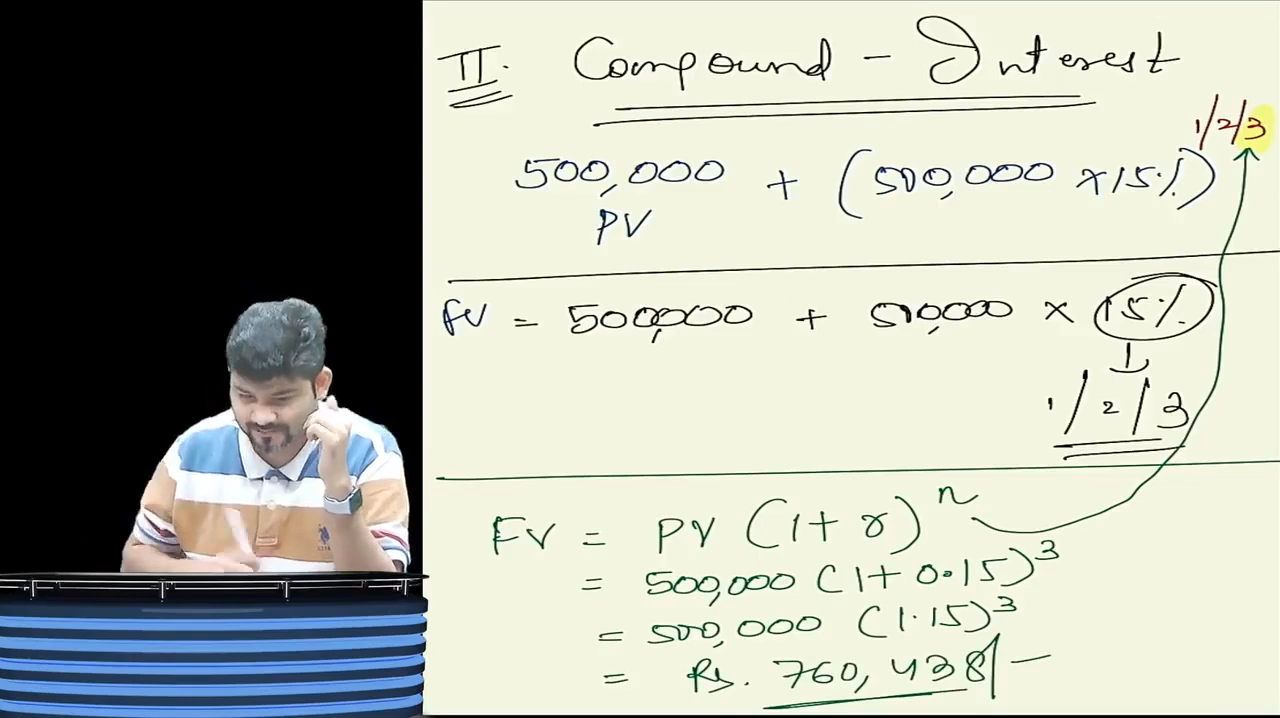 II. Compound - Interest
1/2/3
500,000 + (500,000 x 15%)
PV
FV = 500,000 + 500,000 x 15%
1/2/3
FV = PV (1 + r)^n
= 500,000 (1 + 0.15)^3
= 500,000 (1.15)^3
= Rs. 760,438/-